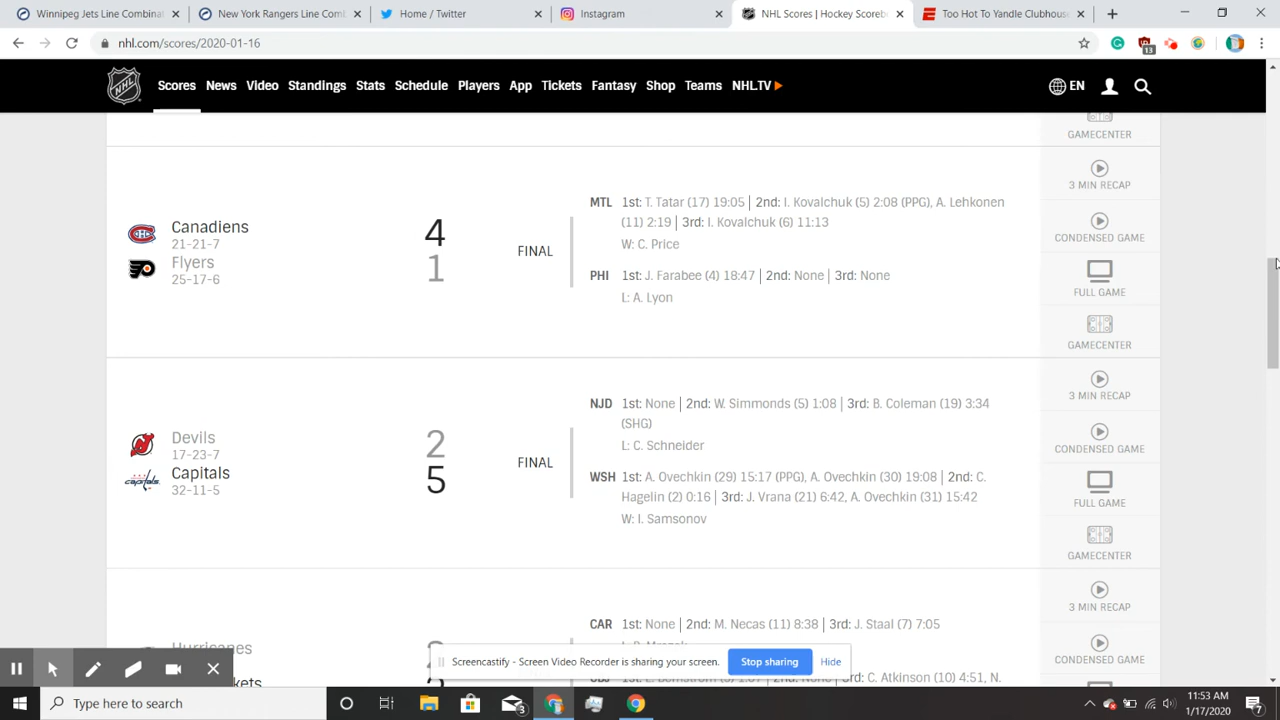 Winnipeg Jets Line Combinat
New York Rangers Line Comb
Home / Twitter
Instagram
NHL Scores | Hockey Scoreb
Too Hot To Yandle Clubhous
nhl.com/scores/2020-01-16
13
Scores News Video Standings Stats Schedule Players App Tickets Fantasy Shop Teams NHL.TV
EN
GAMECENTER
3 MIN RECAP
CONDENSED GAME
FULL GAME
GAMECENTER
Canadiens
21-21-7
Flyers
25-17-6
4
1
FINAL
MTL 1st: T. Tatar (17) 19:05 | 2nd: I. Kovalchuk (5) 2:08 (PPG), A. Lehkonen
(11) 2:19 | 3rd: I. Kovalchuk (6) 11:13
W: C. Price
PHI 1st: J. Farabee (4) 18:47 | 2nd: None | 3rd: None
L: A. Lyon
3 MIN RECAP
CONDENSED GAME
FULL GAME
GAMECENTER
Devils
17-23-7
Capitals
32-11-5
2
5
FINAL
NJD 1st: None | 2nd: W. Simmonds (5) 1:08 | 3rd: B. Coleman (19) 3:34
(SHG)
L: C. Schneider
WSH 1st: A. Ovechkin (29) 15:17 (PPG), A. Ovechkin (30) 19:08 | 2nd: C.
Hagelin (2) 0:16 | 3rd: J. Vrana (21) 6:42, A. Ovechkin (31) 15:42
W: I. Samsonov
3 MIN RECAP
CONDENSED GAME
Hurricanes
CAR 1st: None | 2nd: M. Necas (11) 8:38 | 3rd: J. Staal (7) 7:05
Screencastify - Screen Video Recorder is sharing your screen.
Stop sharing
Hide
C. Atkinson (10) 4:51, N.
Type here to search
3
11:53 AM
1/17/2020
7